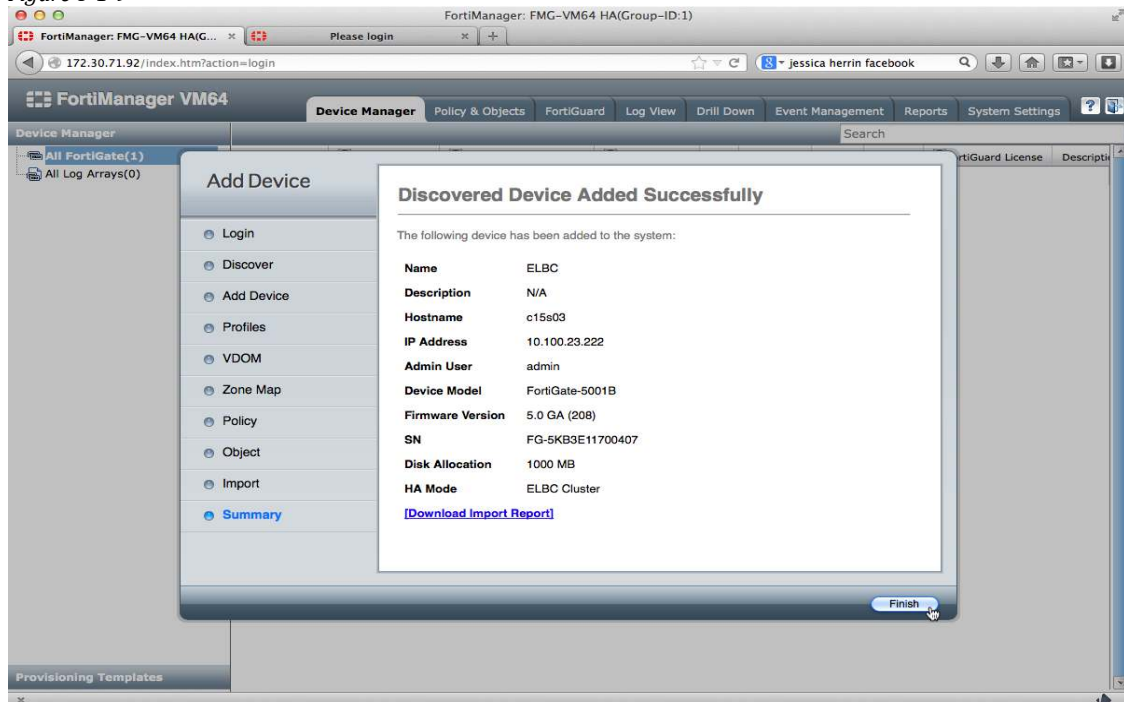 FortiManager: FMG-VM64 HA(Group-ID:1)
FortiManager: FMG-VM64 HA(G... × Please login × +
172.30.71.92/index.htm?action=login jessica herrin facebook
FortiManager VM64
Device Manager Policy & Objects FortiGuard Log View Drill Down Event Management Reports System Settings ?
Device Manager Search
All FortiGate(1) rtiGuard License Descripti
All Log Arrays(0)
Add Device
Login
Discover
Add Device
Profiles
VDOM
Zone Map
Policy
Object
Import
Summary
Discovered Device Added Successfully
The following device has been added to the system:
Name ELBC
Description N/A
Hostname c15s03
IP Address 10.100.23.222
Admin User admin
Device Model FortiGate-5001B
Firmware Version 5.0 GA (208)
SN FG-5KB3E11700407
Disk Allocation 1000 MB
HA Mode ELBC Cluster
[Download Import Report]
Finish
Provisioning Templates
×